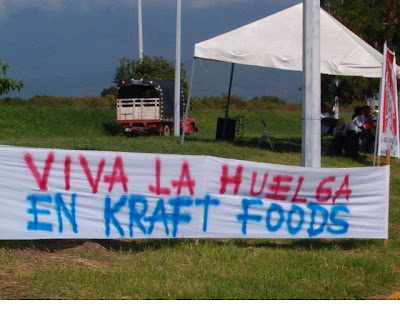 VIVA LA HUELGA
EN KRAFT FOODS